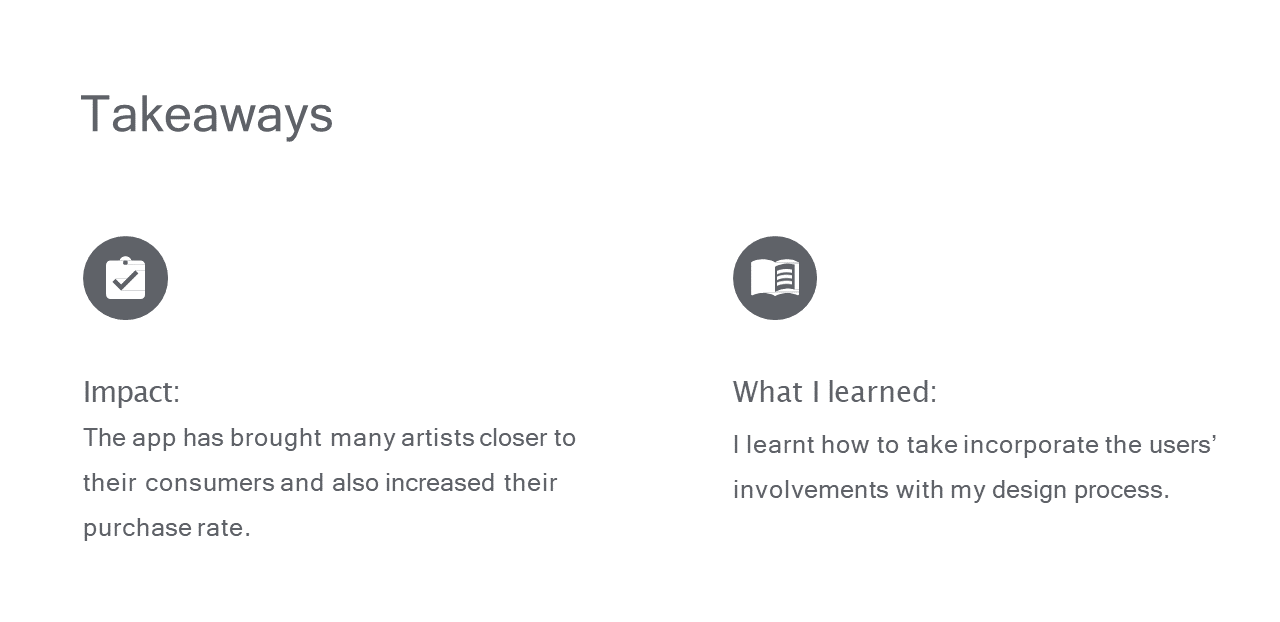 Takeaways
Impact:
The app has brought many artists closer to
their consumers and also increased their
purchase rate.
What I learned:
I learnt how to take incorporate the users’
involvements with my design process.